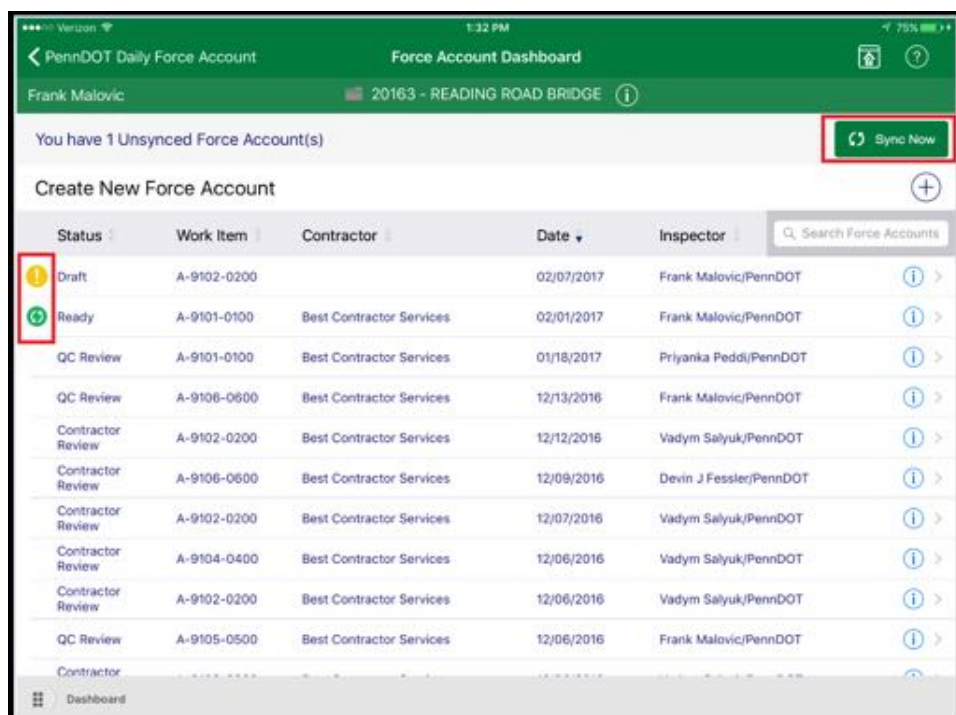 Verizon 1:32 PM 75%
PennDOT Daily Force Account Force Account Dashboard ?
Frank Malovic 20163 - READING ROAD BRIDGE i
You have 1 Unsynced Force Account(s) Sync Now
Create New Force Account
Status Work Item Contractor Date Inspector Search Force Accounts
Draft A-9102-0200 02/07/2017 Frank Malovic/PennDOT
Ready A-9101-0100 Best Contractor Services 02/01/2017 Frank Malovic/PennDOT
QC Review A-9101-0100 Best Contractor Services 01/18/2017 Priyanka Peddi/PennDOT
QC Review A-9106-0600 Best Contractor Services 12/13/2016 Frank Malovic/PennDOT
Contractor Review A-9102-0200 Best Contractor Services 12/12/2016 Vadym Salyuk/PennDOT
Contractor Review A-9106-0600 Best Contractor Services 12/09/2016 Devin J Fessler/PennDOT
Contractor Review A-9102-0200 Best Contractor Services 12/07/2016 Vadym Salyuk/PennDOT
Contractor Review A-9104-0400 Best Contractor Services 12/06/2016 Vadym Salyuk/PennDOT
Contractor Review A-9102-0200 Best Contractor Services 12/06/2016 Vadym Salyuk/PennDOT
QC Review A-9105-0500 Best Contractor Services 12/06/2016 Frank Malovic/PennDOT
Contractor
Dashboard